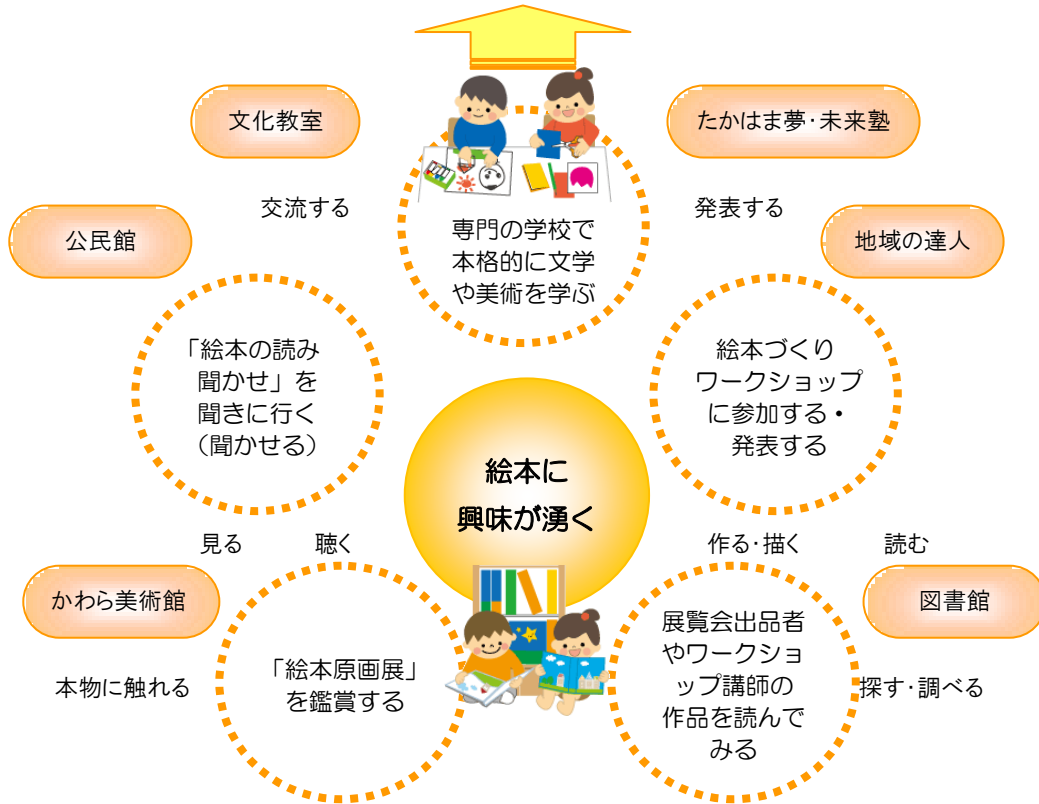 文化教室
たかはま夢・未来塾
交流する
発表する
公民館
地域の達人
専門の学校で
本格的に文学
や美術を学ぶ
「絵本の読み
聞かせ」を
聞きに行く
(聞かせる)
絵本づくり
ワークショップ
に参加する・
発表する
絵本に
興味が湧く
見る
聴く
作る・描く
読む
かわら美術館
図書館
本物に触れる
「絵本原画展」
を鑑賞する
展覧会出品者
やワークショ
ップ講師の
作品を読んで
みる
探す・調べる